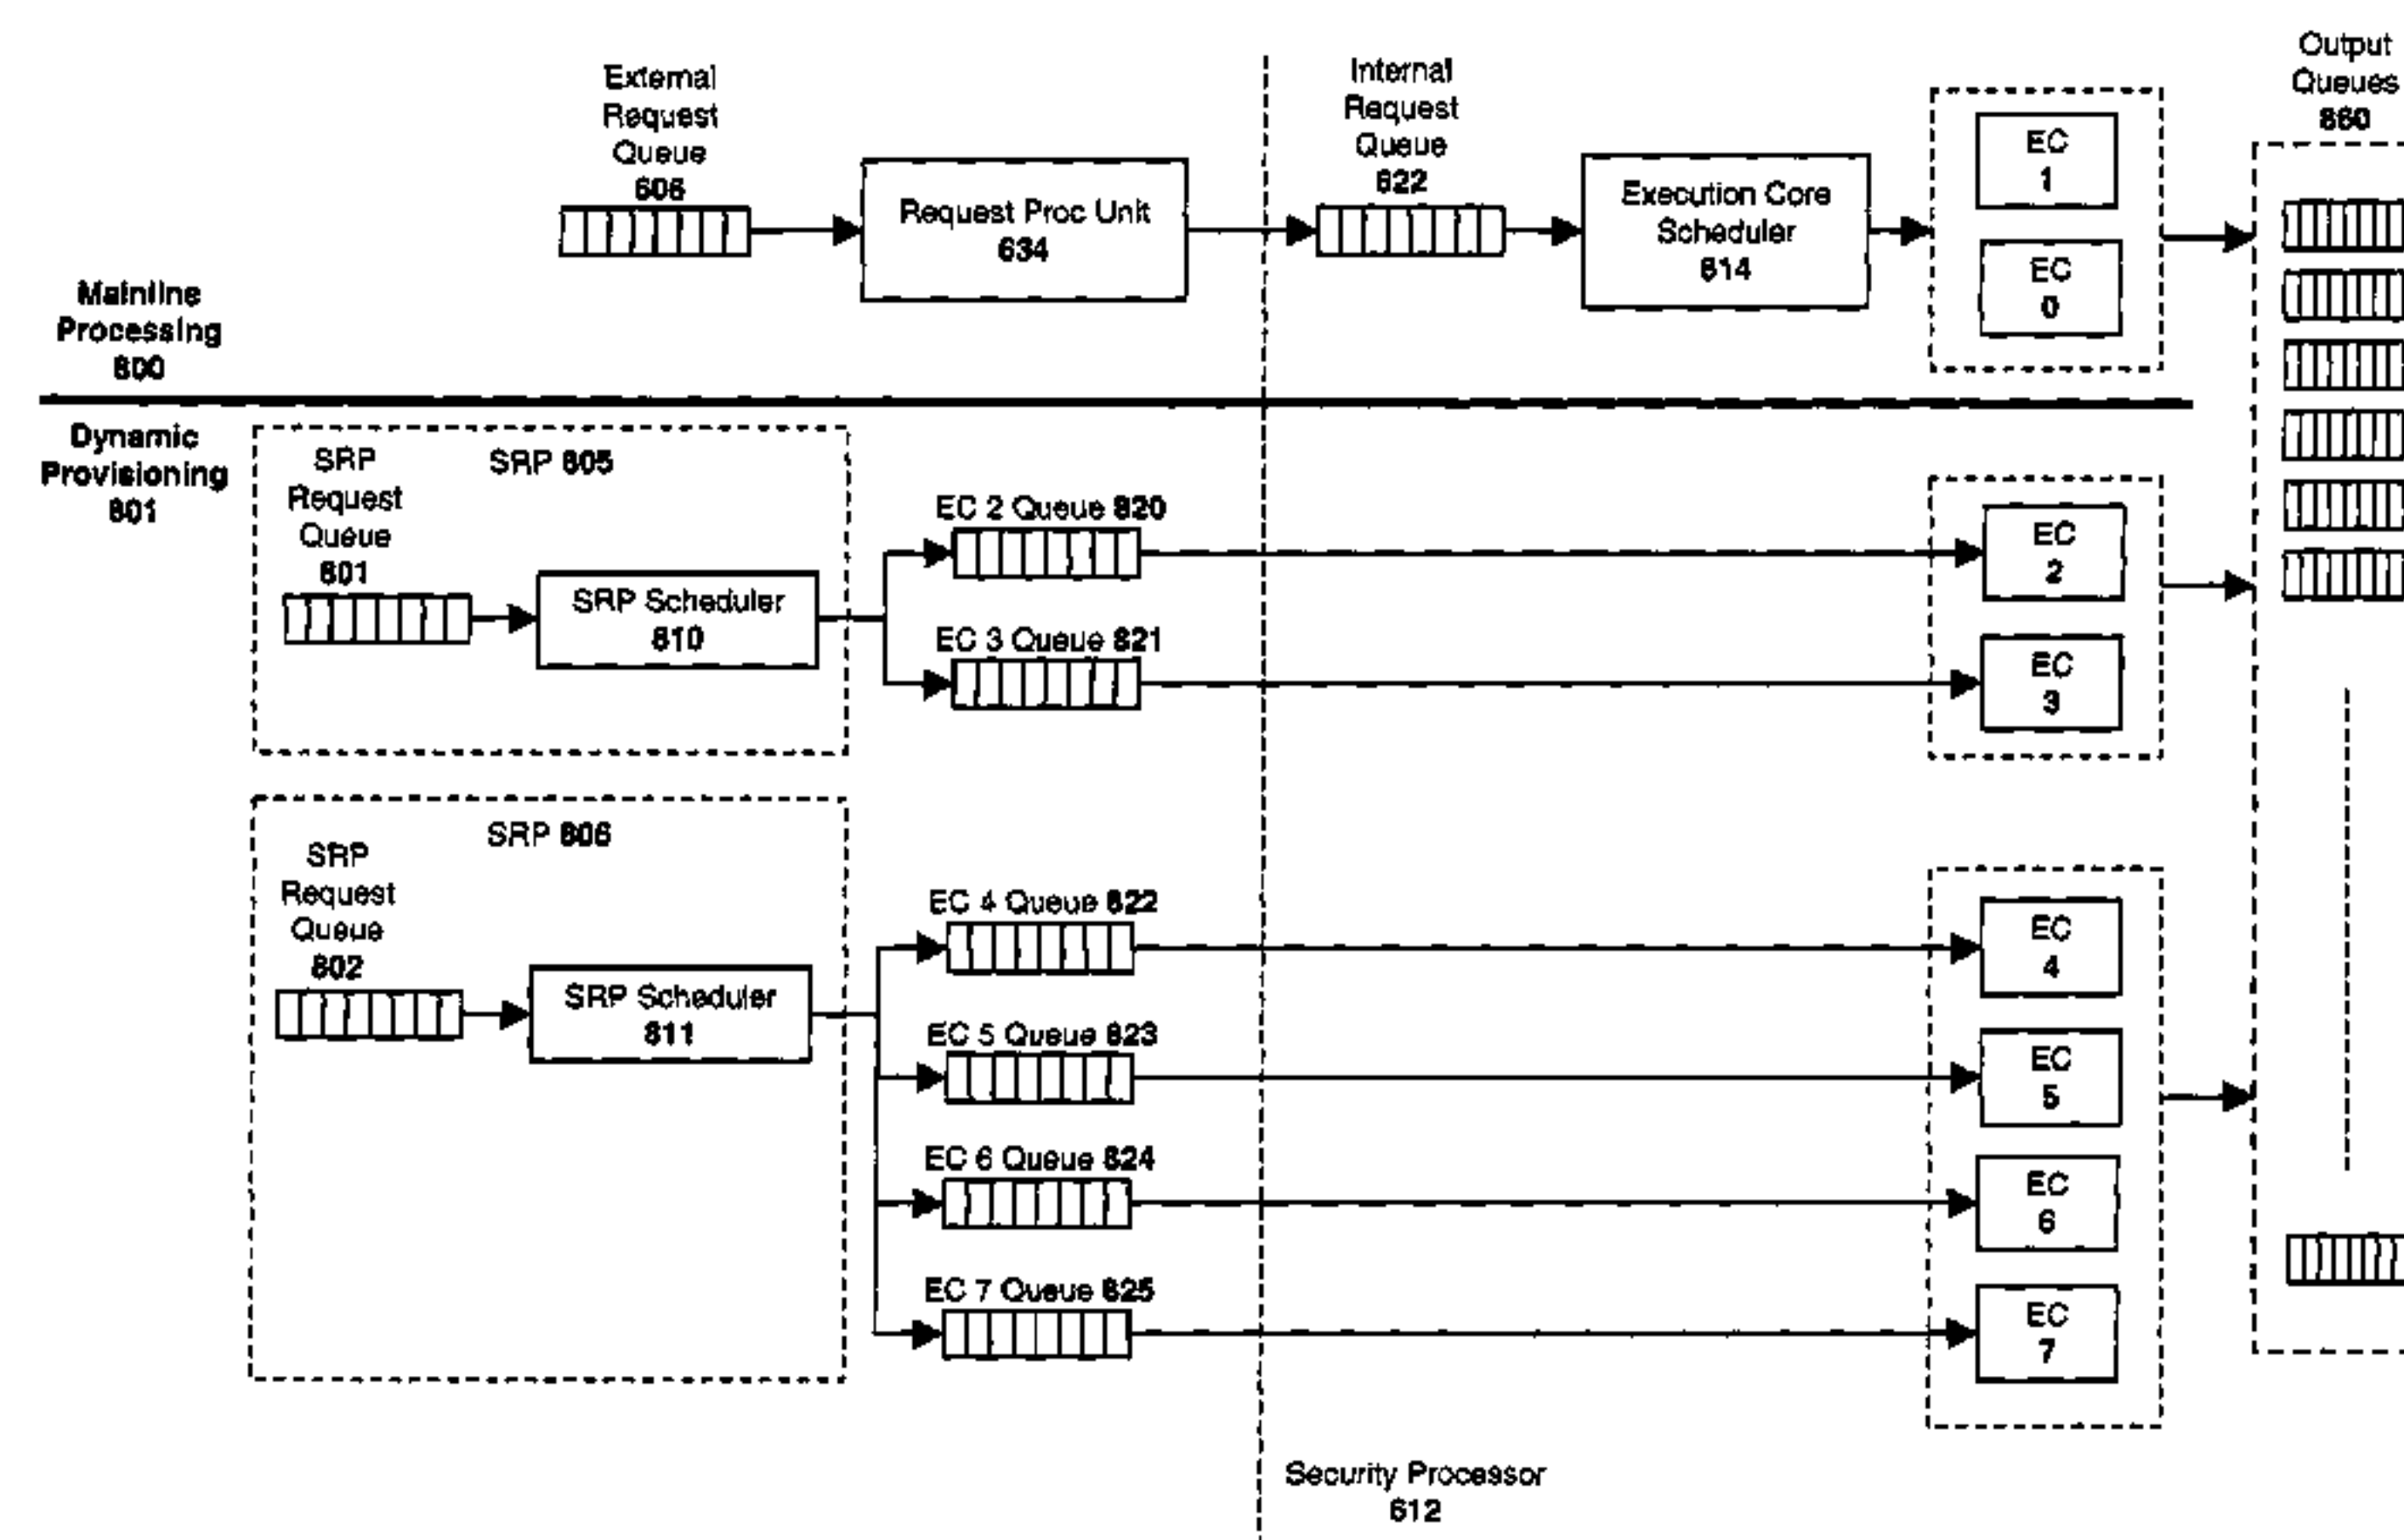 External
Request
Queue
606
Request Proc Unit
634
Internal
Request
Queue
622
Execution Core
Scheduler
614
EC
1
EC
0
Output
Queues
860
Mainline
Processing
800
Dynamic
Provisioning
801
SRP
Request
Queue
801
SRP 805
SRP Scheduler
810
EC 2 Queue 820
EC 3 Queue 821
EC
2
EC
3
SRP 806
SRP
Request
Queue
802
SRP Scheduler
811
EC 4 Queue 822
EC 5 Queue 823
EC 6 Queue 824
EC 7 Queue 825
EC
4
EC
5
EC
6
EC
7
Security Processor
612